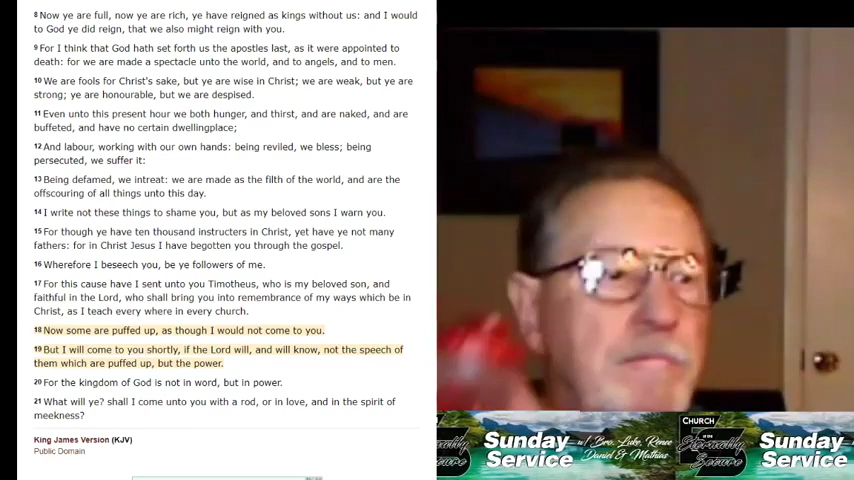 8 Now ye are full, now ye are rich, ye have reigned as kings without us: and I would
to God ye did reign, that we also might reign with you.
9 For I think that God hath set forth us the apostles last, as it were appointed to
death: for we are made a spectacle unto the world, and to angels, and to men.
10 We are fools for Christ's sake, but ye are wise in Christ; we are weak, but ye are
strong; ye are honourable, but we are despised.
11 Even unto this present hour we both hunger, and thirst, and are naked, and are
buffeted, and have no certain dwellingplace;
12 And labour, working with our own hands: being reviled, we bless; being
persecuted, we suffer it:
13 Being defamed, we intreat: we are made as the filth of the world, and are the
offscouring of all things unto this day.
14 I write not these things to shame you, but as my beloved sons I warn you.
15 For though ye have ten thousand instructers in Christ, yet have ye not many
fathers: for in Christ Jesus I have begotten you through the gospel.
16 Wherefore I beseech you, be ye followers of me.
17 For this cause have I sent unto you Timotheus, who is my beloved son, and
faithful in the Lord, who shall bring you into remembrance of my ways which be in
Christ, as I teach every where in every church.
18 Now some are puffed up, as though I would not come to you.
19 But I will come to you shortly, if the Lord will, and will know, not the speech of
them which are puffed up, but the power.
20 For the kingdom of God is not in word, but in power.
21 What will ye? shall I come unto you with a rod, or in love, and in the spirit of
meekness?
King James Version (KJV)
Public Domain
Sunday
Service
w/ Bro. Luke, Renee
Daniel & Mathias
CHURCH
of the
Eternally
Secure
Sunday
Service